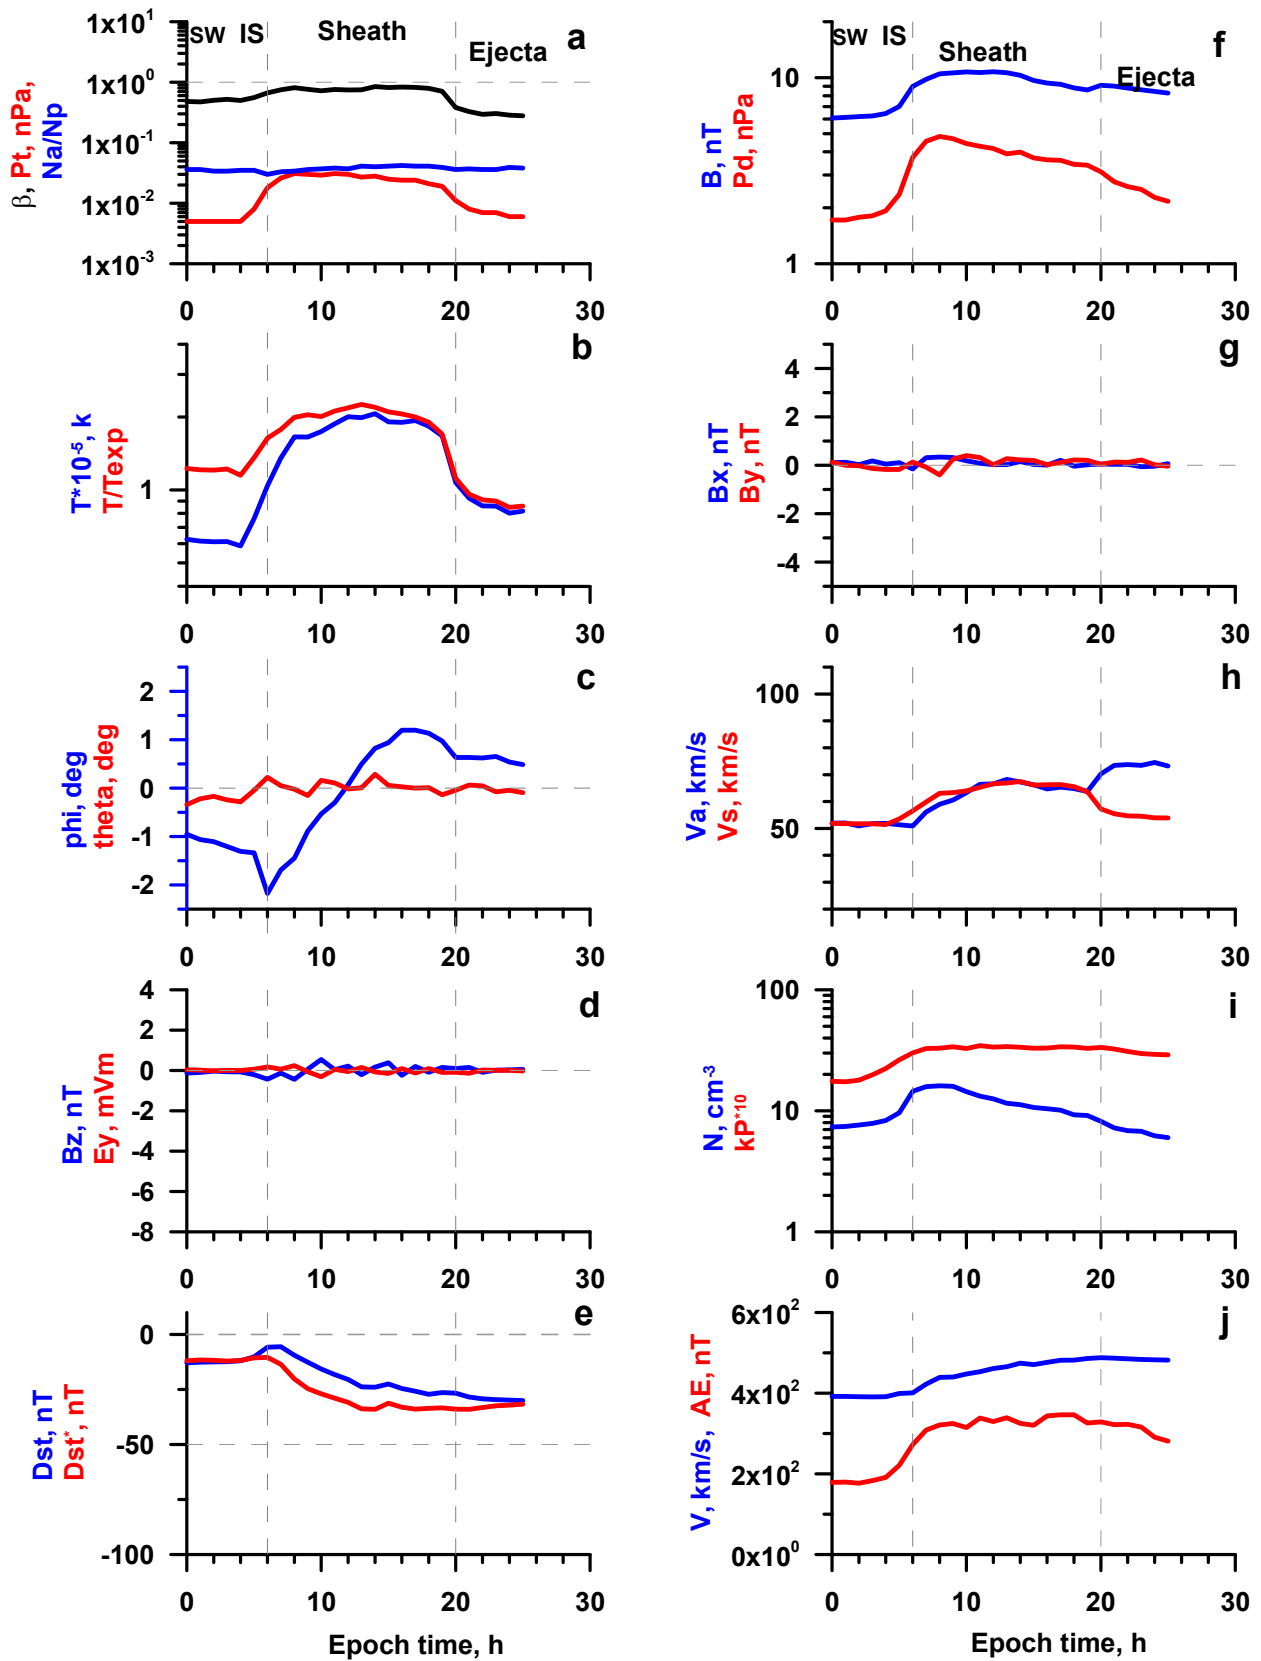 SW IS Sheath Ejecta a
β, Pt, nPa,
Na/Np
1x10¹
1x10⁰
1x10⁻¹
1x10⁻²
1x10⁻³
0 10 20 30
SW IS Sheath Ejecta f
B, nT
Pd, nPa
10
1
0 10 20 30
b
T*10⁻⁵, k
T/Texp
1
0 10 20 30
g
Bx, nT
By, nT
4
2
0
-2
-4
0 10 20 30
c
phi, deg
theta, deg
2
1
0
-1
-2
0 10 20 30
h
Va, km/s
Vs, km/s
100
50
0 10 20 30
d
Bz, nT
Ey, mVm
4
2
0
-2
-4
-6
-8
0 10 20 30
i
N, cm⁻³
kP*¹⁰
100
10
1
0 10 20 30
e
Dst, nT
Dst*, nT
0
-50
-100
0 10 20 30
Epoch time, h
j
V, km/s, AE, nT
6x10²
4x10²
2x10²
0x10⁰
0 10 20 30
Epoch time, h